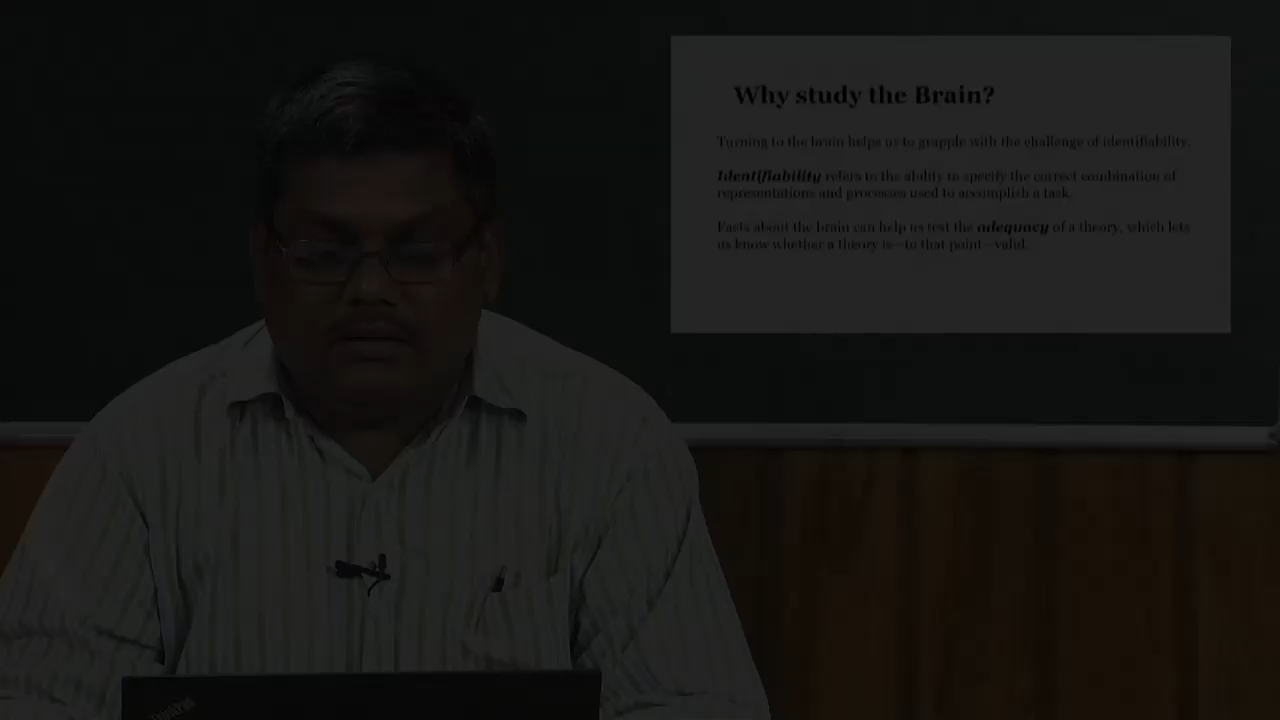 Why study the Brain?
Turning to the brain helps us to grapple with the challenge of identifiability.
Identifiability refers to the ability to specify the correct combination of
representations and processes used to accomplish a task.
Facts about the brain can help us test the adequacy of a theory, which lets
us know whether a theory is—to that point—valid.